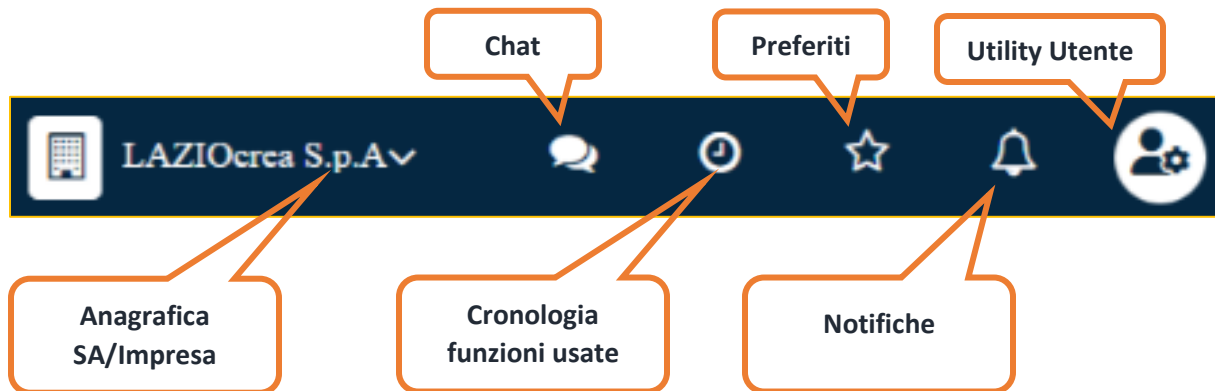 Chat
Preferiti
Utility Utente
LAZIOcrea S.p.A
Anagrafica
SA/Impresa
Cronologia
funzioni usate
Notifiche